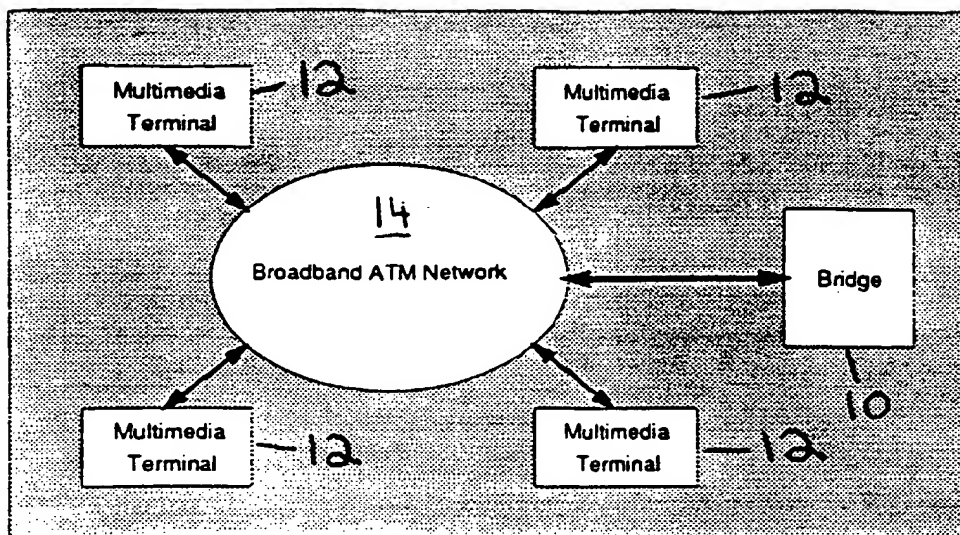 Multimedia
Terminal
12
Multimedia
Terminal
12
14
Broadband ATM Network
Bridge
10
Multimedia
Terminal
12
Multimedia
Terminal
12